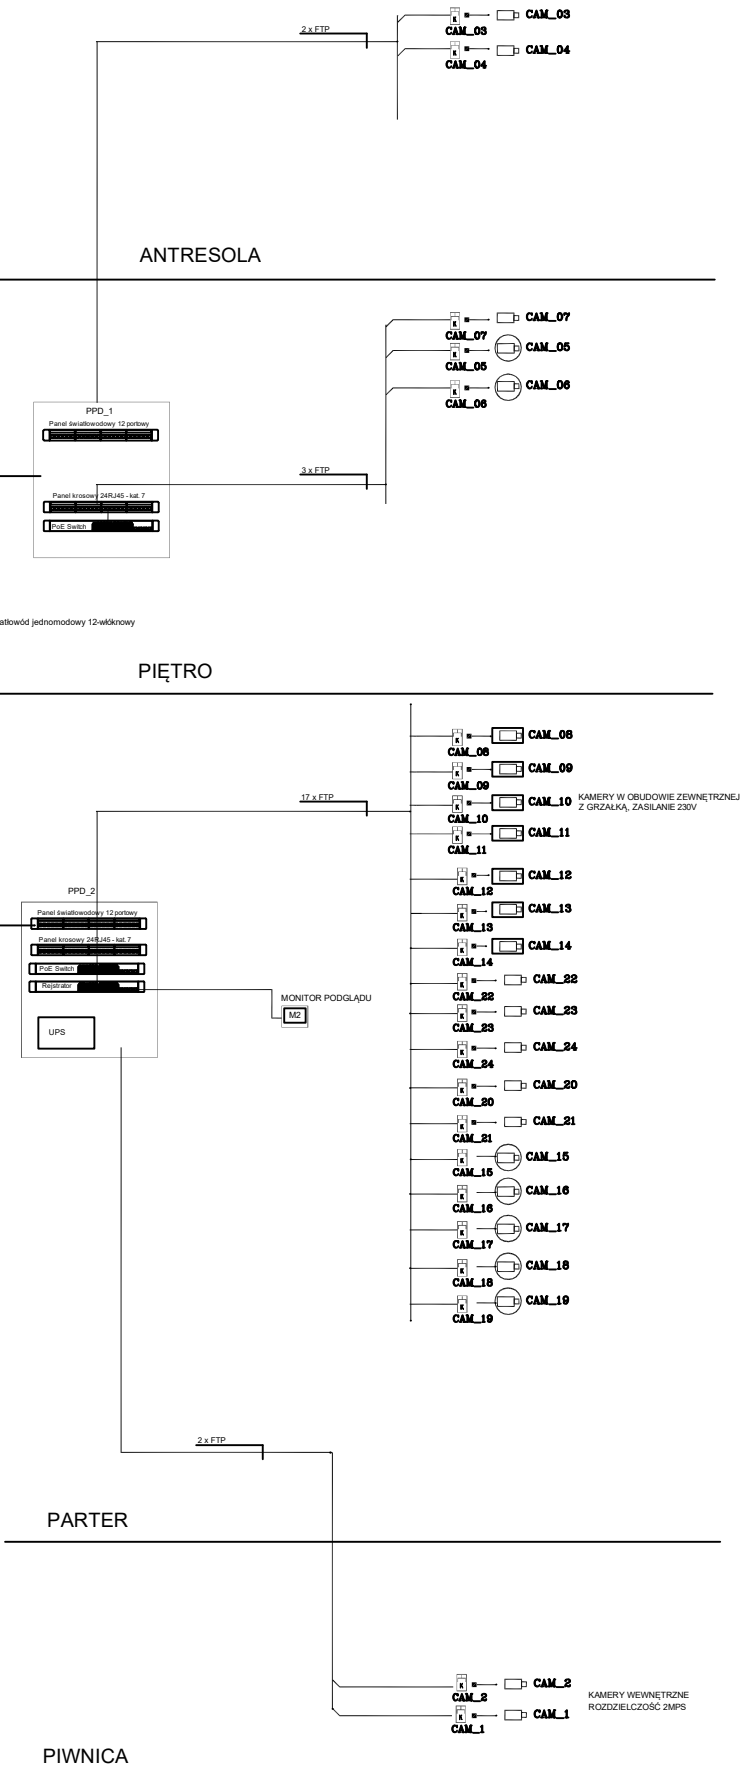 2 x FTP
CAM_03
CAM_03
CAM_04
CAM_04
ANTRESOLA
CAM_07
CAM_07
CAM_05
CAM_05
CAM_06
CAM_06
PPD_1
Panel światłowodowy 12 portowy
3 x FTP
Panel krosowy 24RJ45 - kat. 7
PoE Switch
atłowód jednomodowy 12-włóknowy
PIĘTRO
CAM_08
CAM_08
CAM_09
CAM_09
17 x FTP
CAM_10
CAM_10
KAMERY W OBUDOWIE ZEWNĘTRZNEJ
Z GRZAŁKĄ, ZASILANIE 230V
CAM_11
CAM_11
CAM_12
CAM_12
PPD_2
Panel światłowodowy 12 portowy
CAM_13
CAM_13
Panel krosowy 24RJ45 - kat. 7
CAM_14
CAM_14
PoE Switch
Rejstrator
CAM_22
CAM_22
MONITOR PODGLĄDU
M2
CAM_23
CAM_23
UPS
CAM_24
CAM_24
CAM_20
CAM_20
CAM_21
CAM_21
CAM_15
CAM_15
CAM_16
CAM_16
CAM_17
CAM_17
CAM_18
CAM_18
CAM_19
CAM_19
2 x FTP
PARTER
CAM_2
CAM_2
KAMERY WEWNĘTRZNE
ROZDZIELCZOŚĆ 2MPS
CAM_1
CAM_1
PIWNICA